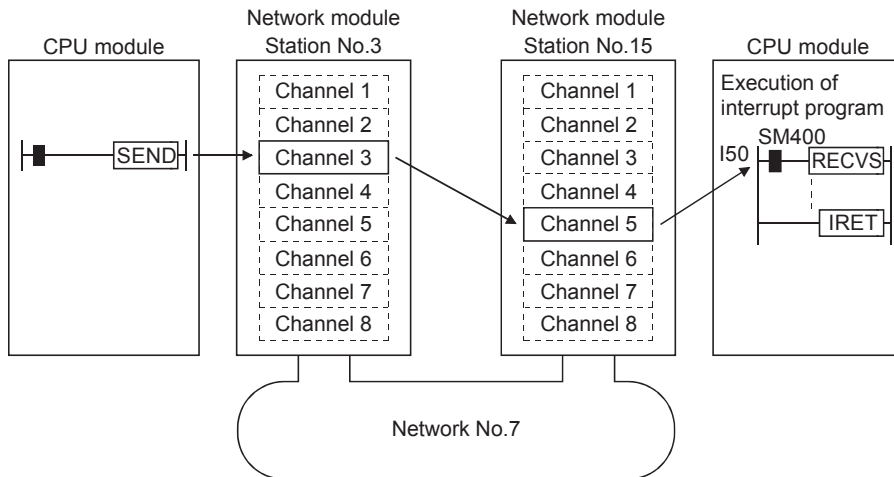 CPU module
Network module
Station No.3
Network module
Station No.15
CPU module
SEND
Channel 1
Channel 2
Channel 3
Channel 4
Channel 5
Channel 6
Channel 7
Channel 8
Channel 1
Channel 2
Channel 3
Channel 4
Channel 5
Channel 6
Channel 7
Channel 8
Execution of
interrupt program
SM400
I50
RECVS
IRET
Network No.7